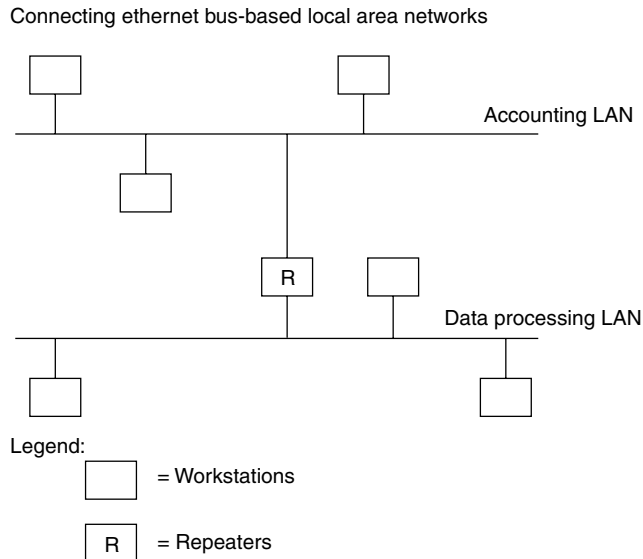 Connecting ethernet bus-based local area networks
Accounting LAN
R
Data processing LAN
Legend:
= Workstations
R = Repeaters